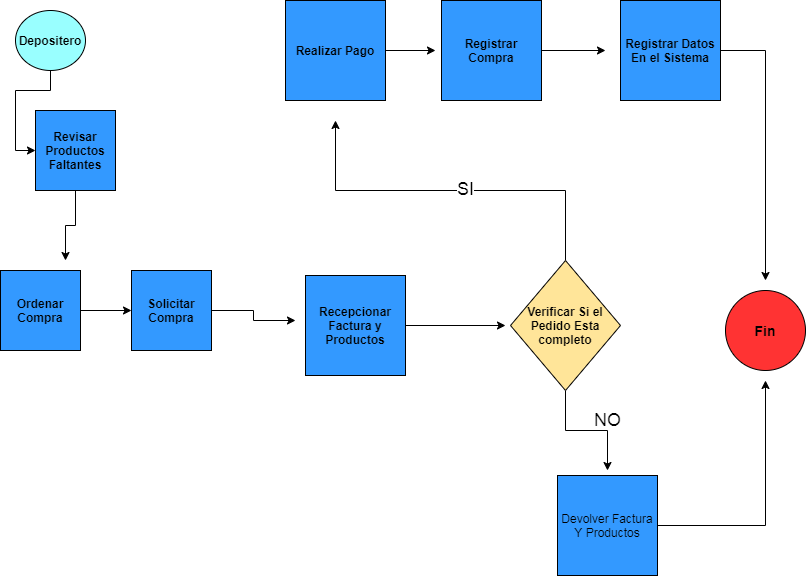 Depositero
Revisar
Productos
Faltantes
Ordenar
Compra
Solicitar
Compra
Recepcionar
Factura y
Productos
Verificar Si el
Pedido Esta
completo
SI
Realizar Pago
Registrar
Compra
Registrar Datos
En el Sistema
NO
Devolver Factura
Y Productos
Fin